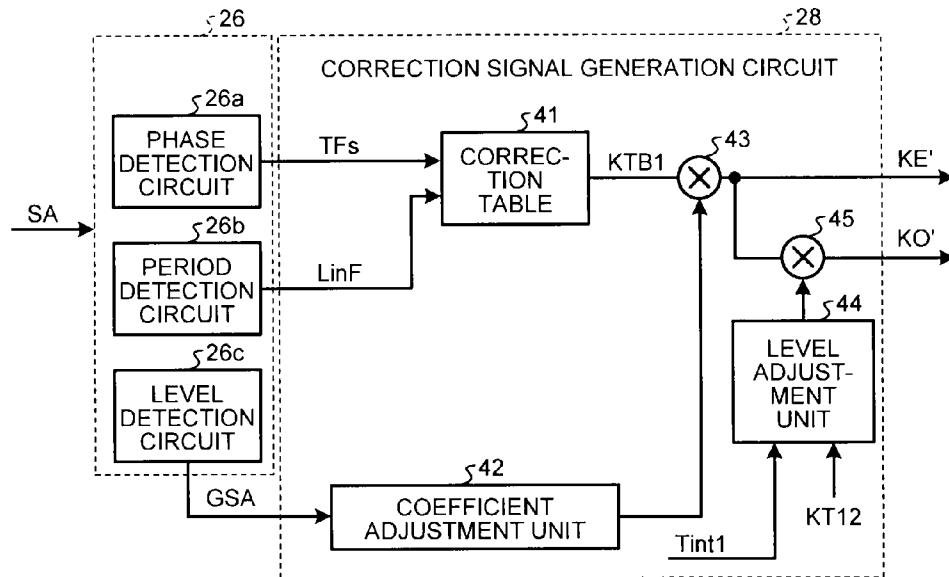 26
28
CORRECTION SIGNAL GENERATION CIRCUIT
26a
PHASE
DETECTION
CIRCUIT
TFs
41
CORREC-
TION
TABLE
KTB1
43
KE'
SA
26b
PERIOD
DETECTION
CIRCUIT
LinF
45
KO'
44
LEVEL
ADJUST-
MENT
UNIT
26c
LEVEL
DETECTION
CIRCUIT
GSA
42
COEFFICIENT
ADJUSTMENT UNIT
KT12
Tint1